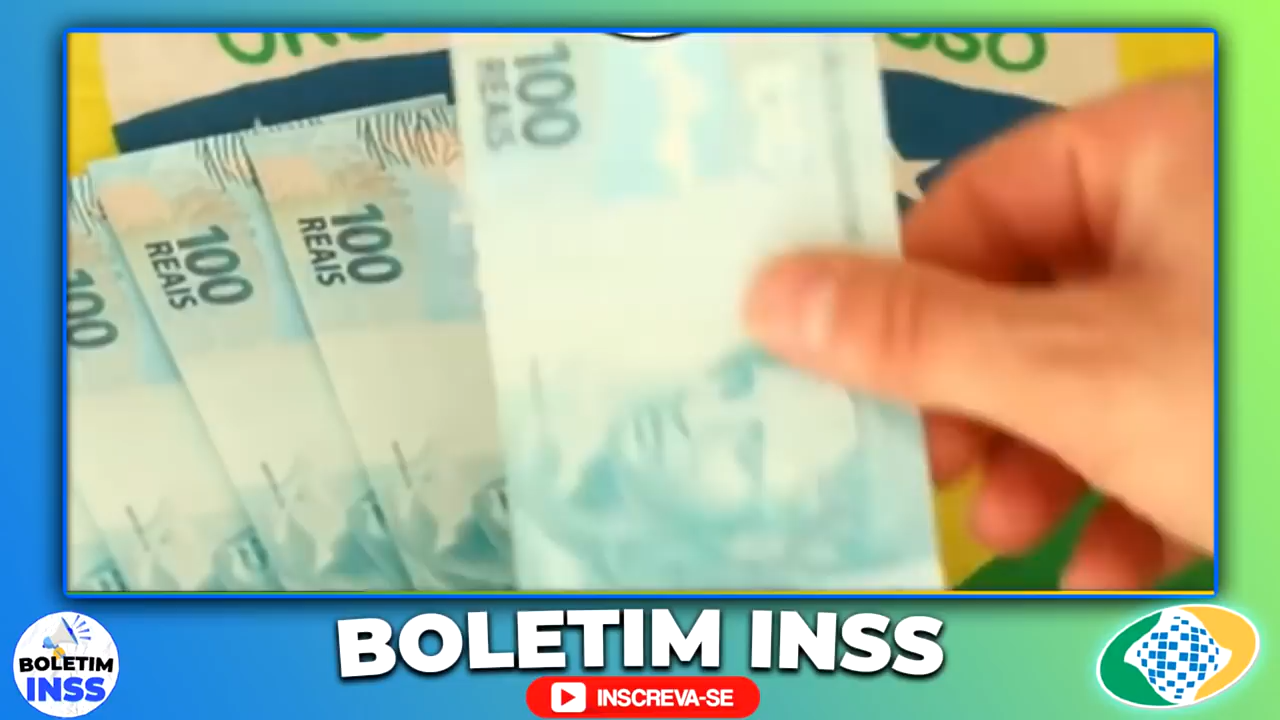 100
REAIS
100
REAIS
100
REAIS
100
BOLETIM INSS
INSCREVA-SE
BOLETIM
INSS